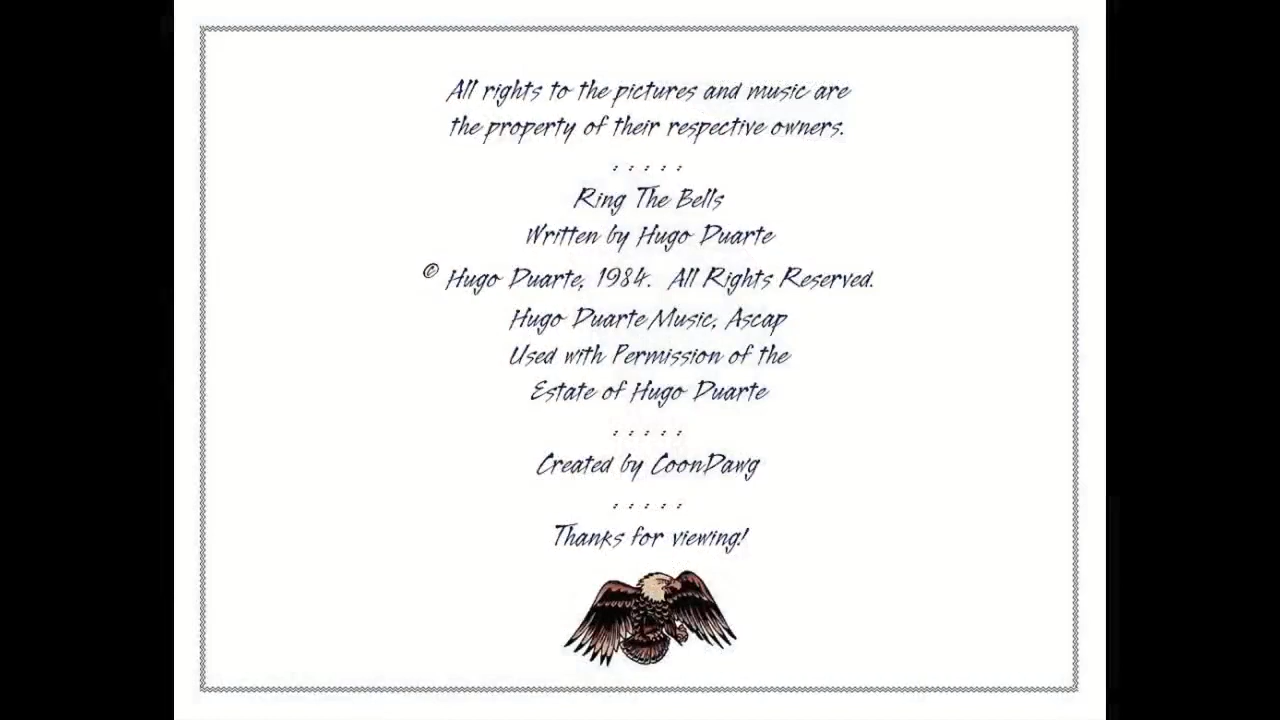 All rights to the pictures and music are
the property of their respective owners.
. . . . .
Ring The Bells
Written by Hugo Duarte
© Hugo Duarte, 1984. All Rights Reserved.
Hugo Duarte Music, Ascap
Used with Permission of the
Estate of Hugo Duarte
. . . . .
Created by CoonDawg
. . . . .
Thanks for viewing!